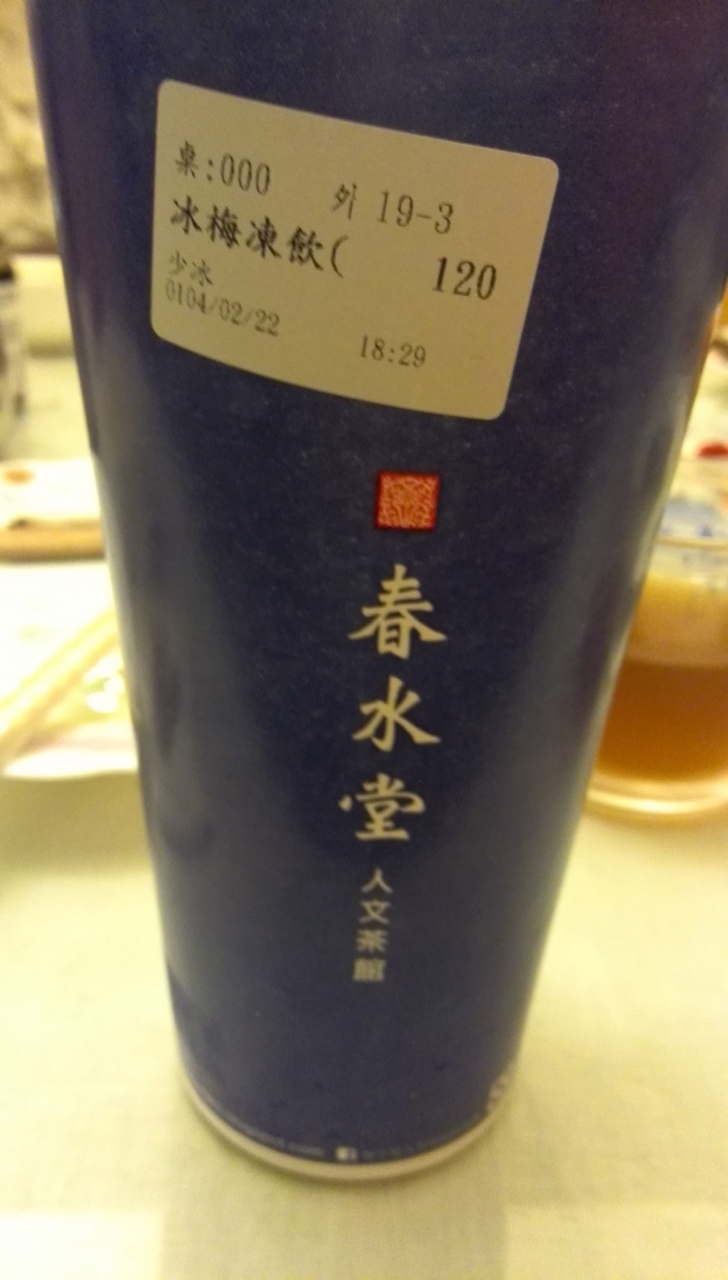 桌:000 外 19-3
冰梅凍飲( 120
少冰
0104/02/22 18:29
春水堂
人文茶館